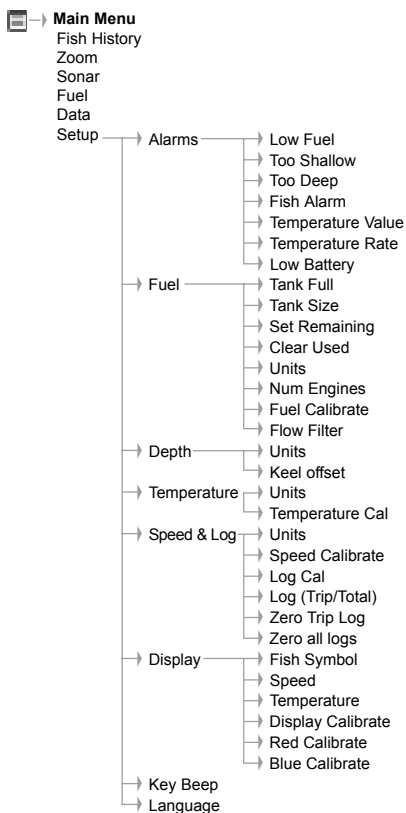 Main Menu
Fish History
Zoom
Sonar
Fuel
Data
Setup
Alarms
Low Fuel
Too Shallow
Too Deep
Fish Alarm
Temperature Value
Temperature Rate
Low Battery
Fuel
Tank Full
Tank Size
Set Remaining
Clear Used
Units
Num Engines
Fuel Calibrate
Flow Filter
Depth
Units
Keel offset
Temperature
Units
Temperature Cal
Speed & Log
Units
Speed Calibrate
Log Cal
Log (Trip/Total)
Zero Trip Log
Zero all logs
Display
Fish Symbol
Speed
Temperature
Display Calibrate
Red Calibrate
Blue Calibrate
Key Beep
Language